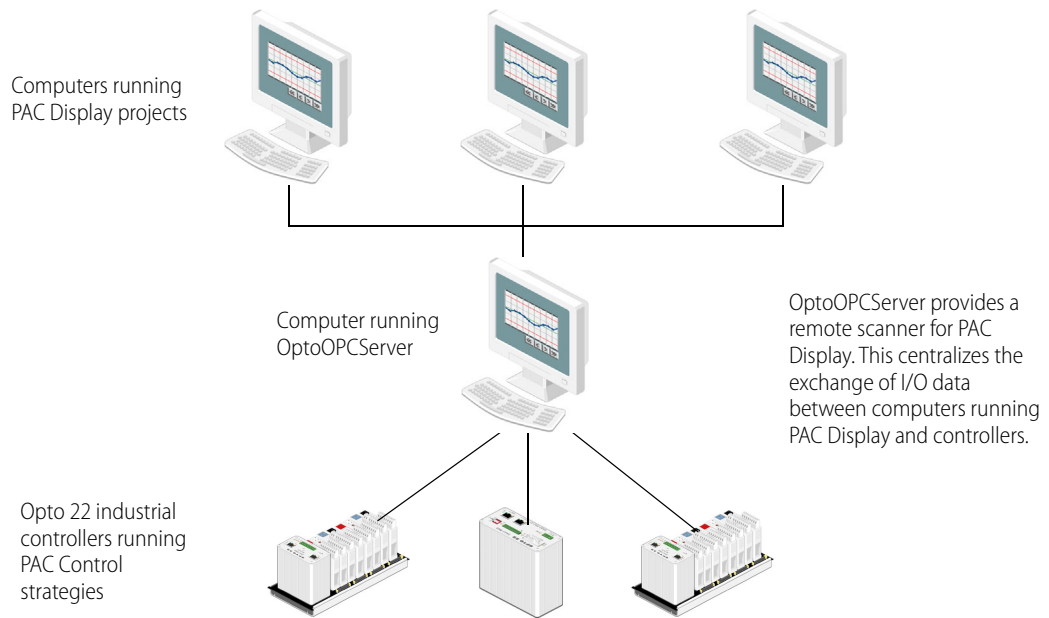 Computers running
PAC Display projects
Computer running
OptoOPCServer
OptoOPCServer provides a
remote scanner for PAC
Display. This centralizes the
exchange of I/O data
between computers running
PAC Display and controllers.
Opto 22 industrial
controllers running
PAC Control
strategies